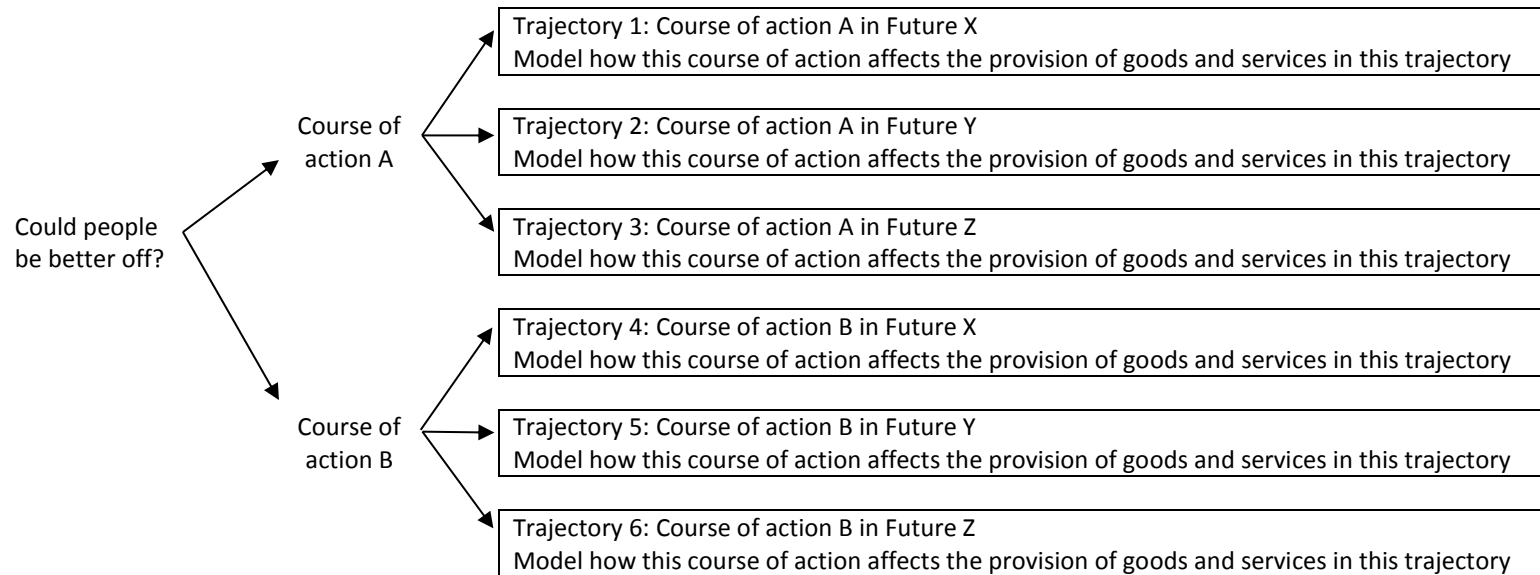 Could people
be better off?
Course of
action A
Trajectory 1: Course of action A in Future X
Model how this course of action affects the provision of goods and services in this trajectory
Trajectory 2: Course of action A in Future Y
Model how this course of action affects the provision of goods and services in this trajectory
Trajectory 3: Course of action A in Future Z
Model how this course of action affects the provision of goods and services in this trajectory
Course of
action B
Trajectory 4: Course of action B in Future X
Model how this course of action affects the provision of goods and services in this trajectory
Trajectory 5: Course of action B in Future Y
Model how this course of action affects the provision of goods and services in this trajectory
Trajectory 6: Course of action B in Future Z
Model how this course of action affects the provision of goods and services in this trajectory